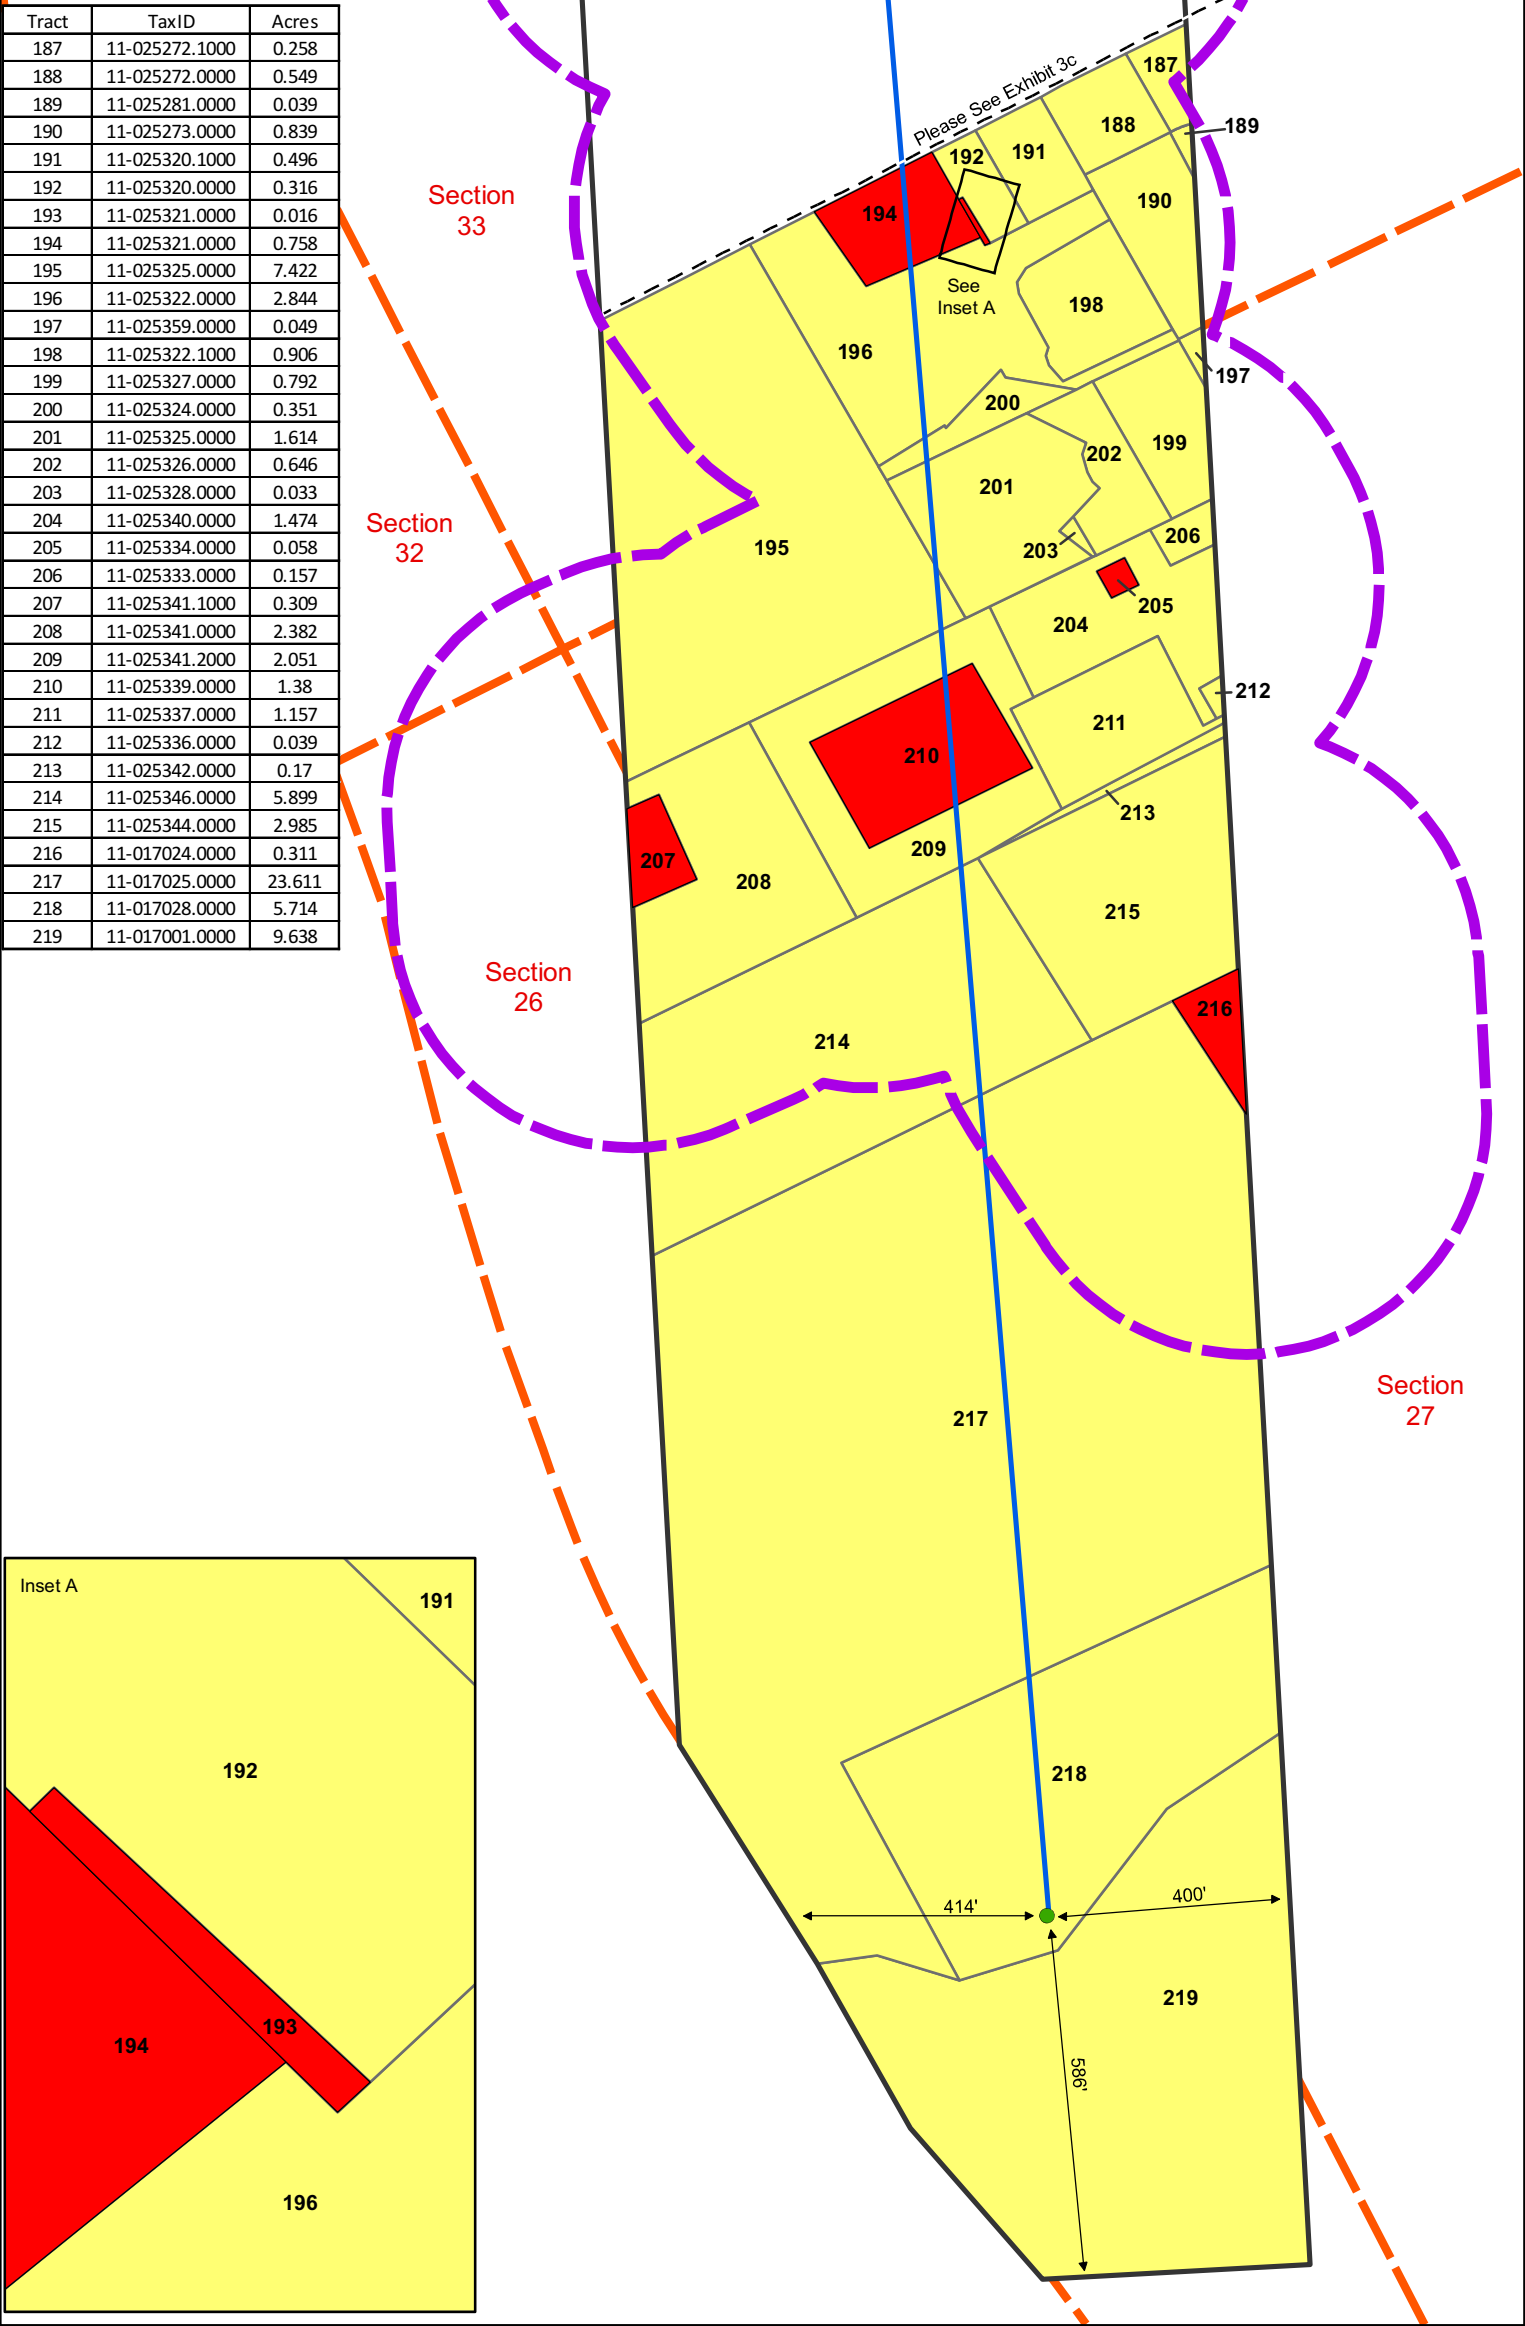 Tract TaxID Acres
187 11-025272.1000 0.258
188 11-025272.0000 0.549
189 11-025281.0000 0.039
190 11-025273.0000 0.839
191 11-025320.1000 0.496
192 11-025320.0000 0.316
193 11-025321.0000 0.016
194 11-025321.0000 0.758
195 11-025325.0000 7.422
196 11-025322.0000 2.844
197 11-025359.0000 0.049
198 11-025322.1000 0.906
199 11-025327.0000 0.792
200 11-025324.0000 0.351
201 11-025325.0000 1.614
202 11-025326.0000 0.646
203 11-025328.0000 0.033
204 11-025340.0000 1.474
205 11-025334.0000 0.058
206 11-025333.0000 0.157
207 11-025341.1000 0.309
208 11-025341.0000 2.382
209 11-025341.2000 2.051
210 11-025339.0000 1.38
211 11-025337.0000 1.157
212 11-025336.0000 0.039
213 11-025342.0000 0.17
214 11-025346.0000 5.899
215 11-025344.0000 2.985
216 11-017024.0000 0.311
217 11-017025.0000 23.611
218 11-017028.0000 5.714
219 11-017001.0000 9.638
Please See Exhibit 3c
187
188
189
192
191
190
Section
33
194
See
Inset A
198
196
197
200
199
202
201
Section
32
203
206
195
205
204
212
211
210
213
209
207
208
215
Section
26
216
214
Section
27
217
218
414'
400'
219
586'
Inset A
191
192
193
194
196